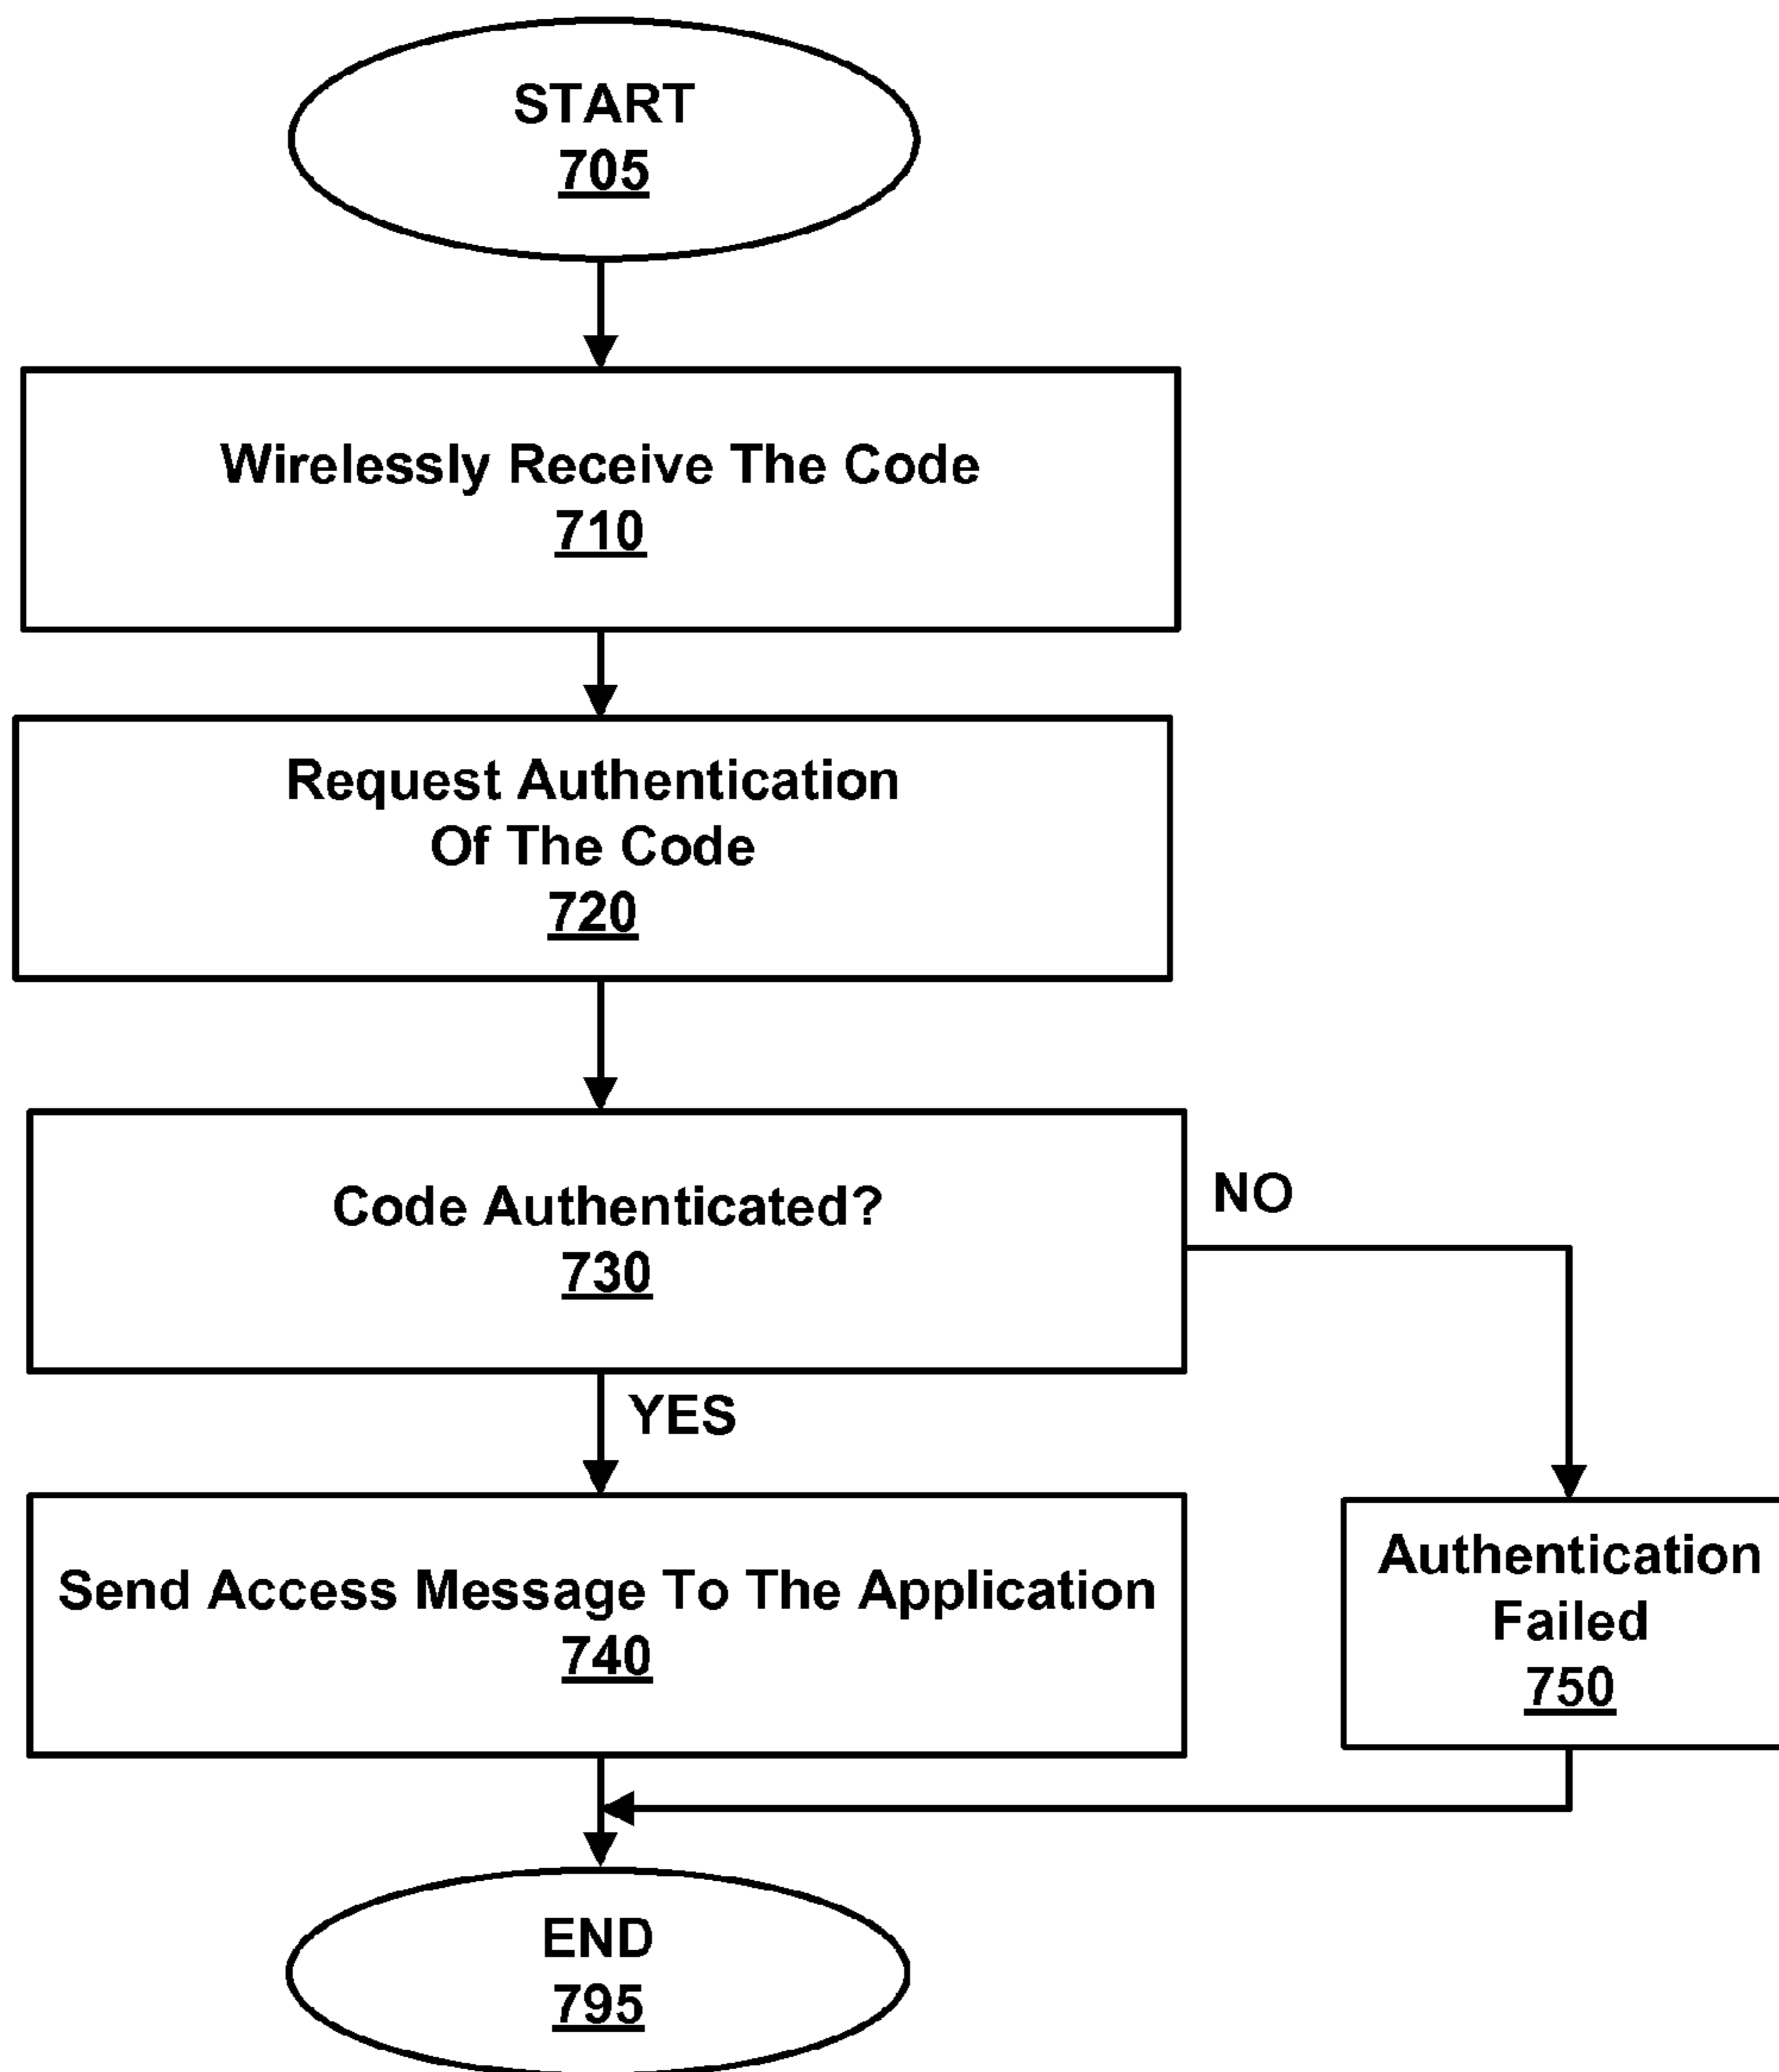 START
705
Wirelessly Receive The Code
710
Request Authentication
Of The Code
720
Code Authenticated?
730
NO
YES
Send Access Message To The Application
740
Authentication
Failed
750
END
795